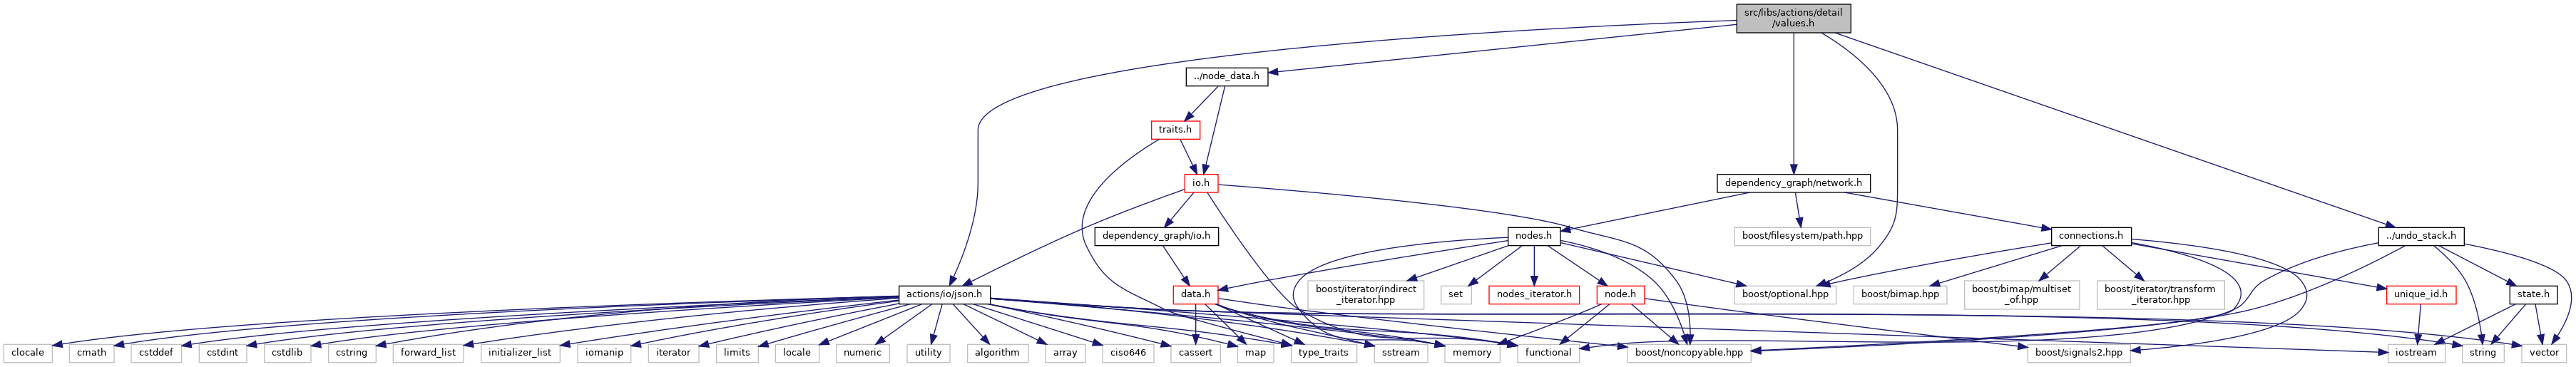 src/libs/actions/detail
/values.h
../node_data.h
traits.h
io.h
dependency_graph/network.h
dependency_graph/io.h
nodes.h
boost/filesystem/path.hpp
connections.h
../undo_stack.h
actions/io/json.h
data.h
boost/iterator/indirect
_iterator.hpp
set
nodes_iterator.h
node.h
boost/optional.hpp
boost/bimap.hpp
boost/bimap/multiset
_of.hpp
boost/iterator/transform
_iterator.hpp
unique_id.h
state.h
clocale
cmath
cstddef
cstdint
cstdlib
cstring
forward_list
initializer_list
iomanip
iterator
limits
locale
numeric
utility
algorithm
array
ciso646
cassert
map
type_traits
sstream
memory
functional
boost/noncopyable.hpp
boost/signals2.hpp
iostream
string
vector